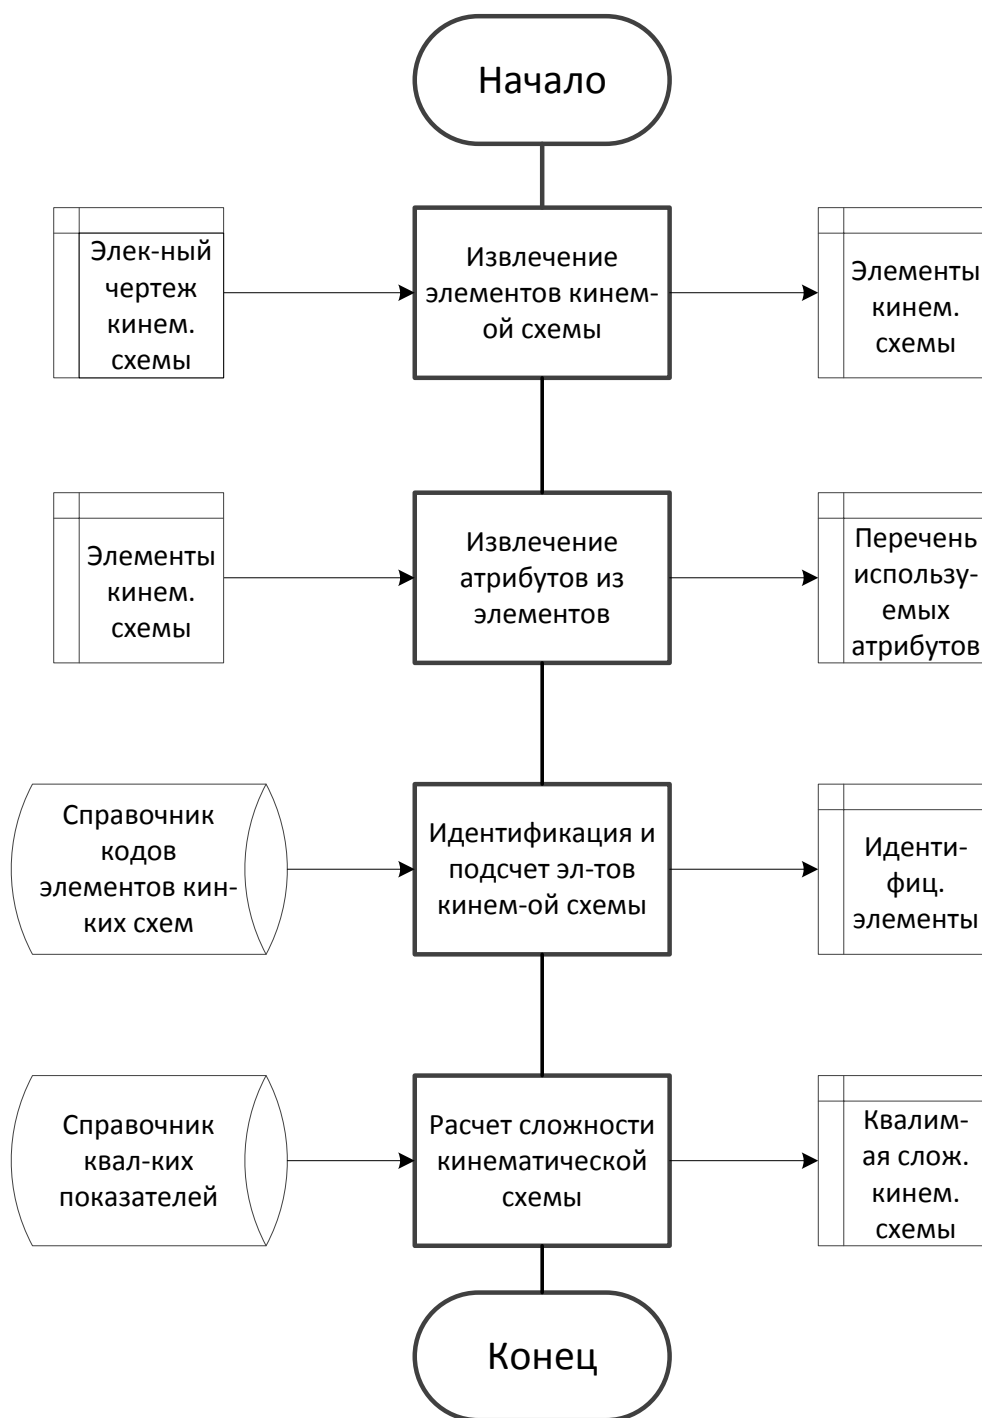 Начало
Элек-ный
чертеж
кинем.
схемы
Извлечение
элементов кинем-
ой схемы
Элементы
кинем.
схемы
Элементы
кинем.
схемы
Извлечение
атрибутов из
элементов
Перечень
использу-
емых
атрибутов
Справочник
кодов
элементов кин-
ких схем
Идентификация и
подсчет эл-тов
кинем-ой схемы
Иденти-
фиц.
элементы
Справочник
квал-ких
показателей
Расчет сложности
кинематической
схемы
Квалим-
ая слож.
кинем.
схемы
Конец